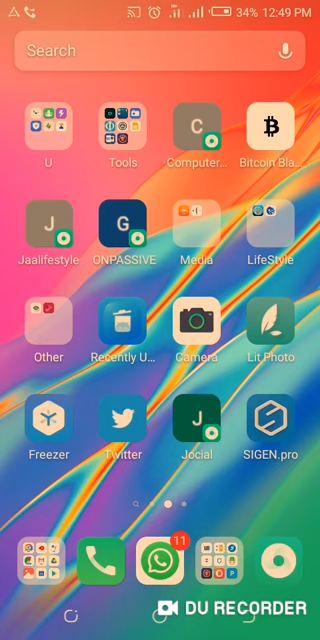 34% 12:49 PM
Search
U
Tools
C
Computer...
Bitcoin Bla...
J
Jaalifestyle
G
ONPASSIVE
Media
LifeStyle
Other
Recently U...
Camera
Lit Photo
Freezer
Twitter
J
Jocial
SIGEN.pro
11
DU RECORDER